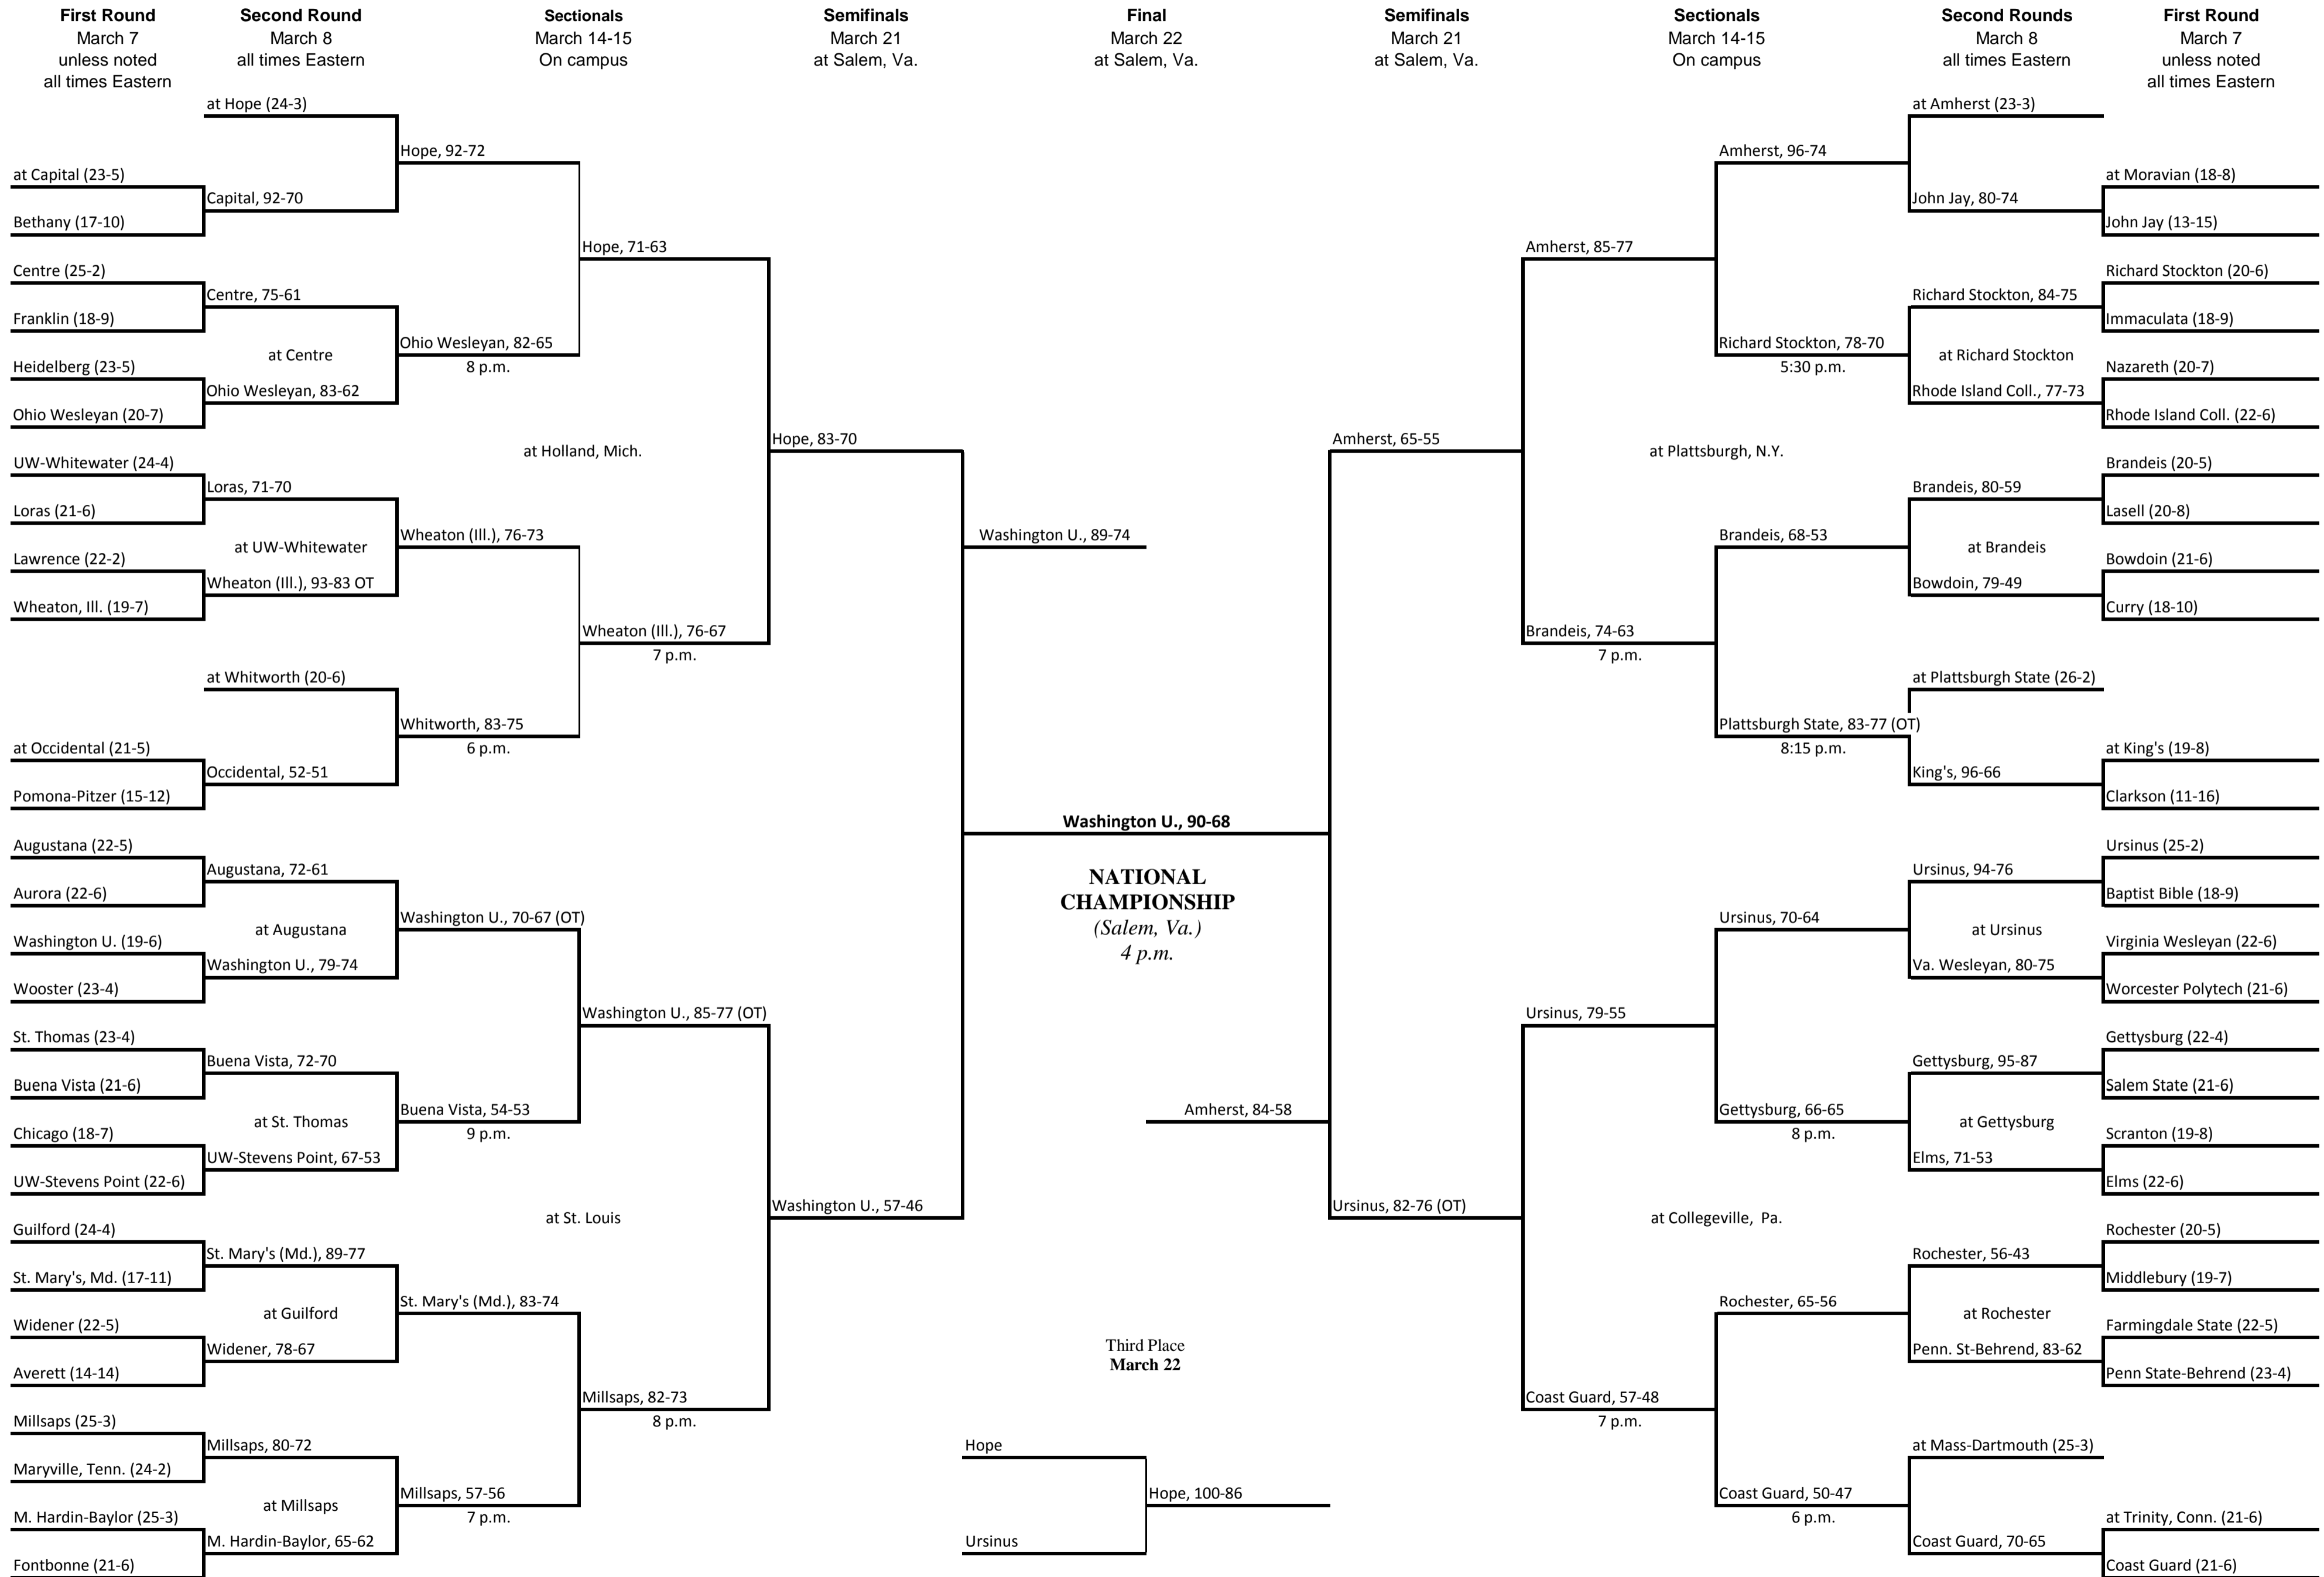 First Round
March 7
unless noted
all times Eastern
Second Round
March 8
all times Eastern
Sectionals
March 14-15
On campus
Semifinals
March 21
at Salem, Va.
Final
March 22
at Salem, Va.
Semifinals
March 21
at Salem, Va.
Sectionals
March 14-15
On campus
Second Rounds
March 8
all times Eastern
First Round
March 7
unless noted
all times Eastern
at Capital (23-5)
Bethany (17-10)
Centre (25-2)
Franklin (18-9)
Heidelberg (23-5)
Ohio Wesleyan (20-7)
UW-Whitewater (24-4)
Loras (21-6)
Lawrence (22-2)
Wheaton, Ill. (19-7)
at Occidental (21-5)
Pomona-Pitzer (15-12)
Augustana (22-5)
Aurora (22-6)
Washington U. (19-6)
Wooster (23-4)
St. Thomas (23-4)
Buena Vista (21-6)
Chicago (18-7)
UW-Stevens Point (22-6)
Guilford (24-4)
St. Mary's, Md. (17-11)
Widener (22-5)
Averett (14-14)
Millsaps (25-3)
Maryville, Tenn. (24-2)
M. Hardin-Baylor (25-3)
Fontbonne (21-6)
at Hope (24-3)
Capital, 92-70
Centre, 75-61
at Centre
Ohio Wesleyan, 83-62
Loras, 71-70
at UW-Whitewater
Wheaton (Ill.), 93-83 OT
at Whitworth (20-6)
Occidental, 52-51
Augustana, 72-61
at Augustana
Washington U., 79-74
Buena Vista, 72-70
at St. Thomas
UW-Stevens Point, 67-53
St. Mary's (Md.), 89-77
at Guilford
Widener, 78-67
Millsaps, 80-72
at Millsaps
M. Hardin-Baylor, 65-62
Hope, 92-72
Ohio Wesleyan, 82-65
8 p.m.
Wheaton (Ill.), 76-73
Whitworth, 83-75
6 p.m.
Washington U., 70-67 (OT)
Buena Vista, 54-53
9 p.m.
St. Mary's (Md.), 83-74
Millsaps, 57-56
7 p.m.
Hope, 71-63
at Holland, Mich.
Wheaton (Ill.), 76-67
7 p.m.
Washington U., 85-77 (OT)
at St. Louis
Millsaps, 82-73
8 p.m.
Hope, 83-70
Washington U., 57-46
Washington U., 89-74
Washington U., 90-68
NATIONAL
CHAMPIONSHIP
(Salem, Va.)
4 p.m.
Amherst, 84-58
Third Place
March 22
Hope
Hope, 100-86
Ursinus
Amherst, 65-55
Ursinus, 82-76 (OT)
Amherst, 85-77
at Plattsburgh, N.Y.
Brandeis, 74-63
7 p.m.
Ursinus, 79-55
at Collegeville, Pa.
Coast Guard, 57-48
7 p.m.
Amherst, 96-74
Richard Stockton, 78-70
5:30 p.m.
Brandeis, 68-53
Plattsburgh State, 83-77 (OT)
8:15 p.m.
Ursinus, 70-64
Gettysburg, 66-65
8 p.m.
Rochester, 65-56
Coast Guard, 50-47
6 p.m.
at Amherst (23-3)
John Jay, 80-74
Richard Stockton, 84-75
at Richard Stockton
Rhode Island Coll., 77-73
Brandeis, 80-59
at Brandeis
Bowdoin, 79-49
at Plattsburgh State (26-2)
King's, 96-66
Ursinus, 94-76
at Ursinus
Va. Wesleyan, 80-75
Gettysburg, 95-87
at Gettysburg
Elms, 71-53
Rochester, 56-43
at Rochester
Penn. St-Behrend, 83-62
at Mass-Dartmouth (25-3)
Coast Guard, 70-65
at Moravian (18-8)
John Jay (13-15)
Richard Stockton (20-6)
Immaculata (18-9)
Nazareth (20-7)
Rhode Island Coll. (22-6)
Brandeis (20-5)
Lasell (20-8)
Bowdoin (21-6)
Curry (18-10)
at King's (19-8)
Clarkson (11-16)
Ursinus (25-2)
Baptist Bible (18-9)
Virginia Wesleyan (22-6)
Worcester Polytech (21-6)
Gettysburg (22-4)
Salem State (21-6)
Scranton (19-8)
Elms (22-6)
Rochester (20-5)
Middlebury (19-7)
Farmingdale State (22-5)
Penn State-Behrend (23-4)
at Trinity, Conn. (21-6)
Coast Guard (21-6)